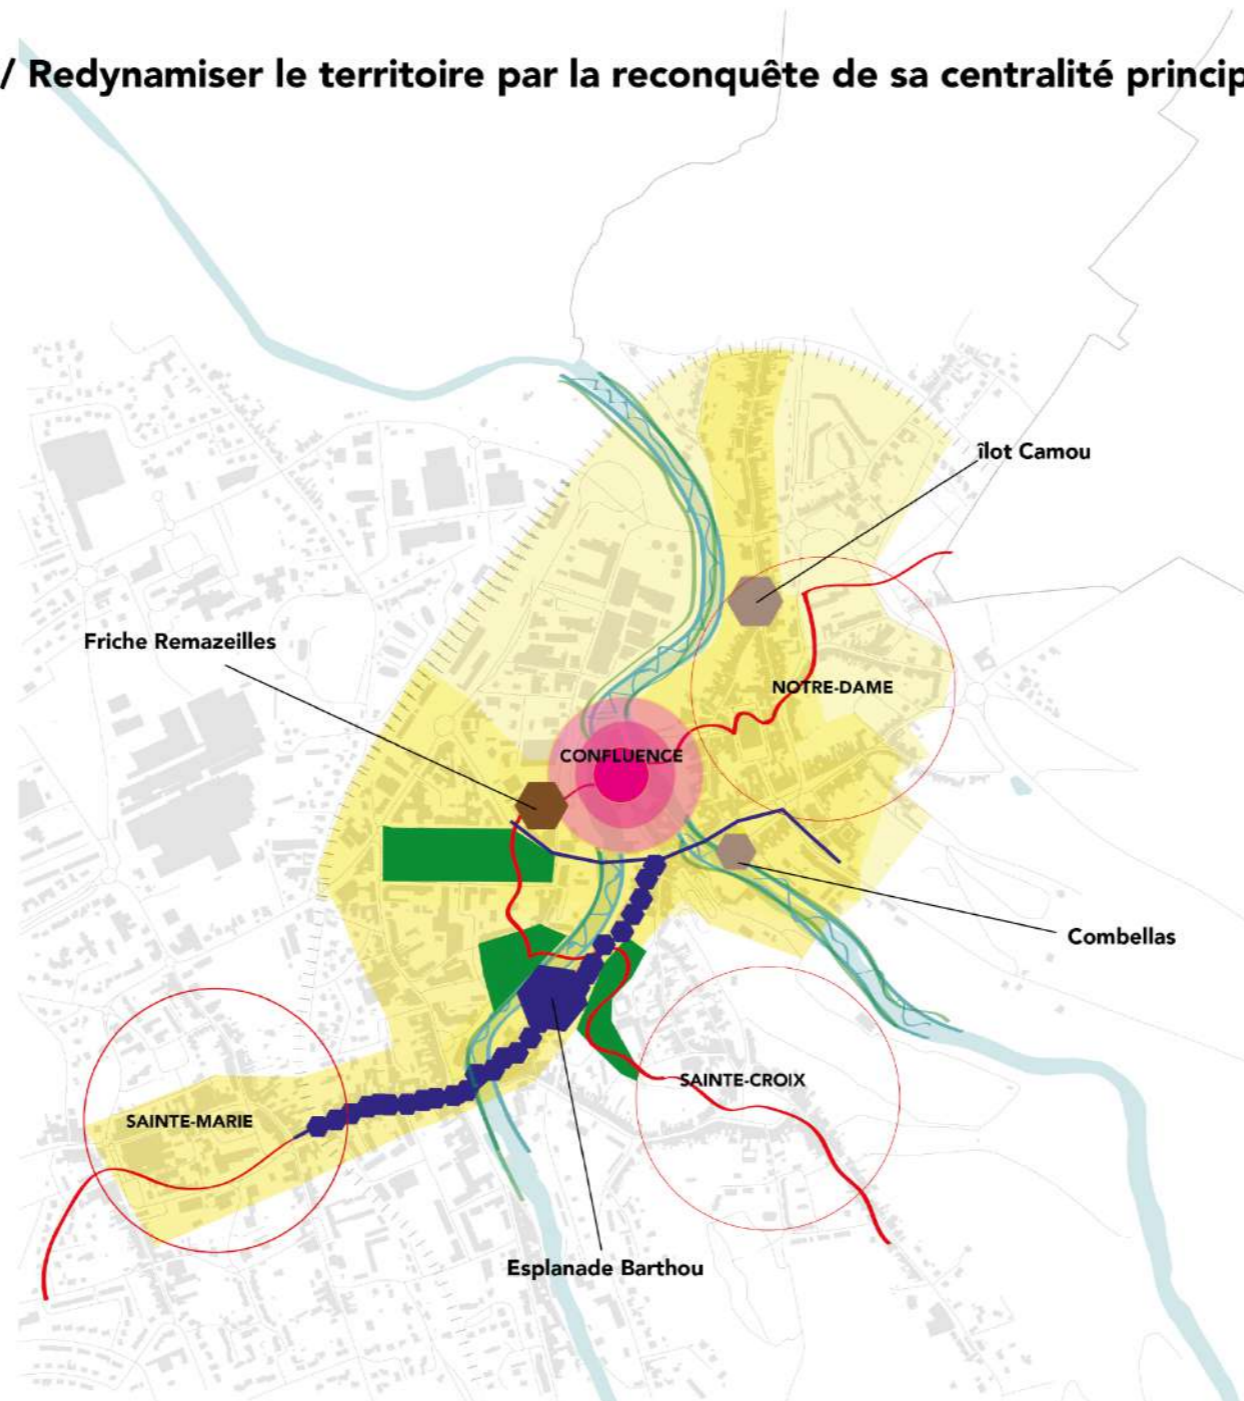 / Redynamiser le territoire par la reconquête de sa centralité princip
îlot Camou
Friche Remazeilles
NOTRE-DAME
CONFLUENCE
Combellas
SAINTE-CROIX
SAINTE-MARIE
Esplanade Barthou